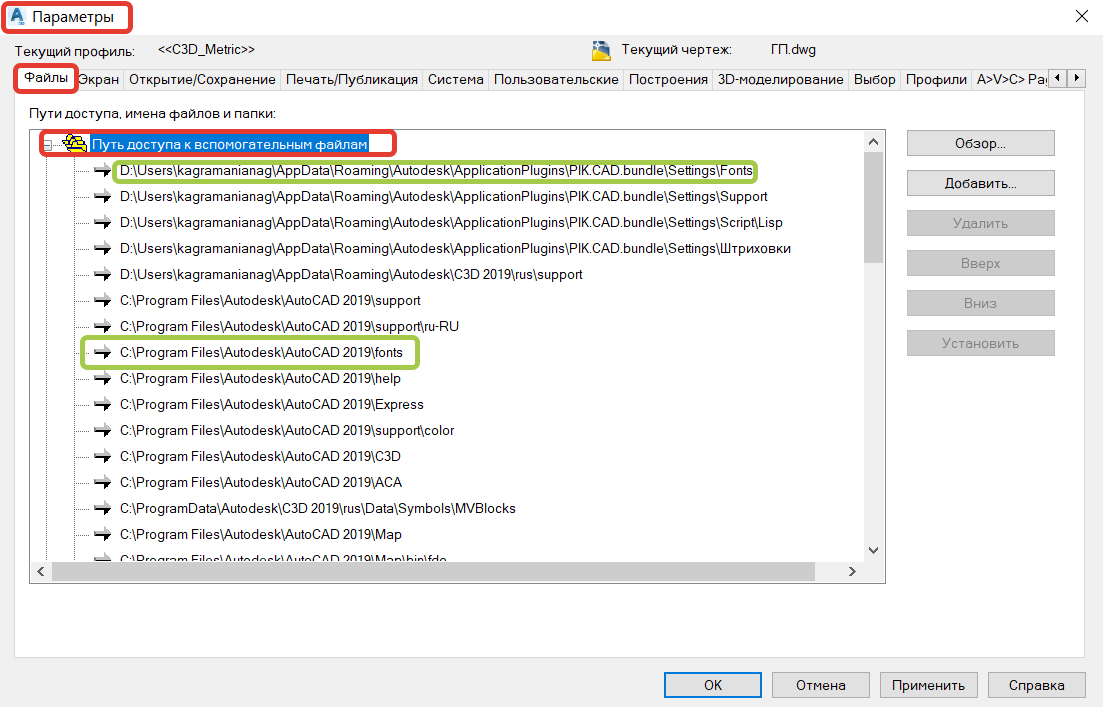 Параметры
Текущий профиль: <<C3D_Metric>> Текущий чертеж: ГП.dwg
Файлы Экран Открытие/Сохранение Печать/Публикация Система Пользовательские Построения 3D-моделирование Выбор Профили A>V>C>
Пути доступа, имена файлов и папки:
Путь доступа к вспомогательным файлам
D:\Users\kagramanianag\AppData\Roaming\Autodesk\ApplicationPlugins\PIK.CAD.bundle\Settings\Fonts
D:\Users\kagramanianag\AppData\Roaming\Autodesk\ApplicationPlugins\PIK.CAD.bundle\Settings\Support
D:\Users\kagramanianag\AppData\Roaming\Autodesk\ApplicationPlugins\PIK.CAD.bundle\Settings\Script\Lisp
D:\Users\kagramanianag\AppData\Roaming\Autodesk\ApplicationPlugins\PIK.CAD.bundle\Settings\Штриховки
D:\Users\kagramanianag\AppData\Roaming\Autodesk\C3D 2019\rus\support
C:\Program Files\Autodesk\AutoCAD 2019\support
C:\Program Files\Autodesk\AutoCAD 2019\support\ru-RU
C:\Program Files\Autodesk\AutoCAD 2019\fonts
C:\Program Files\Autodesk\AutoCAD 2019\help
C:\Program Files\Autodesk\AutoCAD 2019\Express
C:\Program Files\Autodesk\AutoCAD 2019\support\color
C:\Program Files\Autodesk\AutoCAD 2019\C3D
C:\Program Files\Autodesk\AutoCAD 2019\ACA
C:\ProgramData\Autodesk\C3D 2019\rus\Data\Symbols\MVBlocks
C:\Program Files\Autodesk\AutoCAD 2019\Map
C:\Program Files\Autodesk\AutoCAD 2019\Map\bin\fdo
Обзор...
Добавить...
Удалить
Вверх
Вниз
Установить
OK Отмена Применить Справка